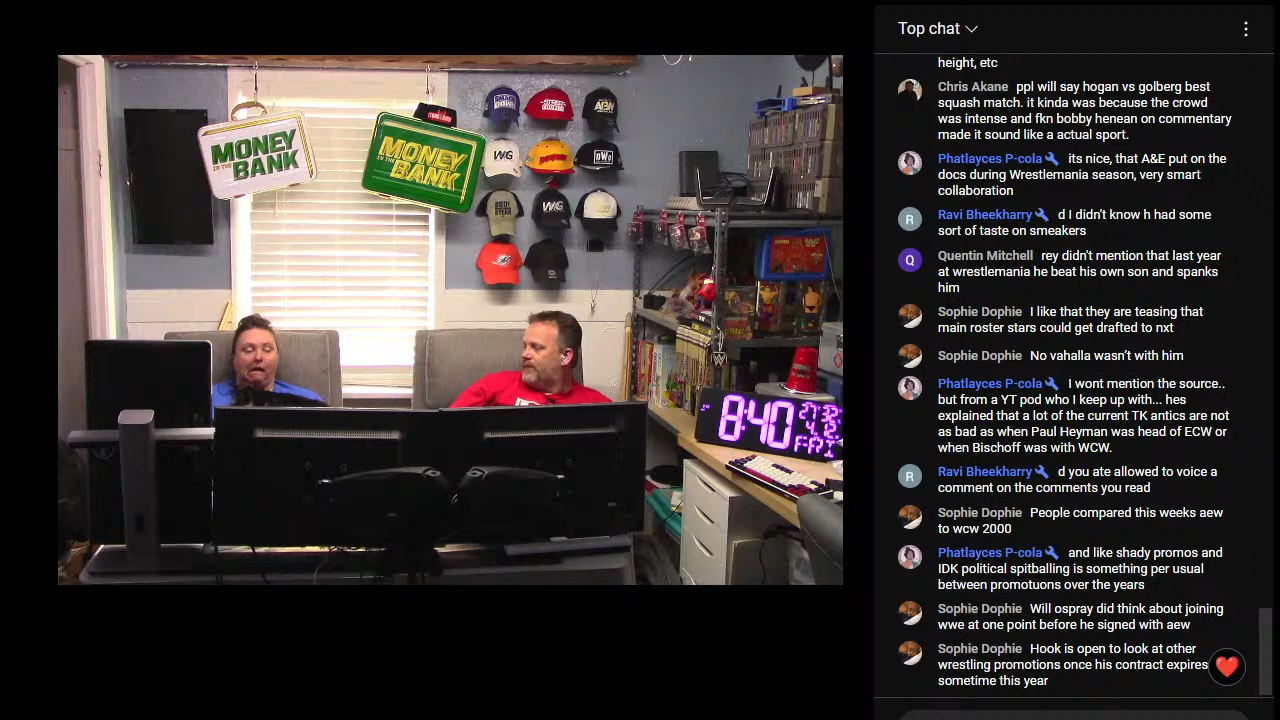 Top chat
height, etc
Chris Akane ppl will say hogan vs golberg best
squash match. it kinda was because the crowd
was intense and fkn bobby henean on commentary
made it sound like a actual sport.
Phatlayces P-cola its nice, that A&E put on the
docs during Wrestlemania season, very smart
collaboration
R
Ravi Bheekharry d I didn't know h had some
sort of taste on smeakers
Q
Quentin Mitchell rey didn't mention that last year
at wrestlemania he beat his own son and spanks
him
Sophie Dophie I like that they are teasing that
main roster stars could get drafted to nxt
Sophie Dophie No vahalla wasn't with him
Phatlayces P-cola I wont mention the source..
but from a YT pod who I keep up with... hes
explained that a lot of the current TK antics are not
as bad as when Paul Heyman was head of ECW or
when Bischoff was with WCW.
R
Ravi Bheekharry d you ate allowed to voice a
comment on the comments you read
Sophie Dophie People compared this weeks aew
to wcw 2000
Phatlayces P-cola and like shady promos and
IDK political spitballing is something per usual
between promotuons over the years
Sophie Dophie Will ospray did think about joining
wwe at one point before he signed with aew
Sophie Dophie Hook is open to look at other
wrestling promotions once his contract expires
sometime this year
MONEY
IN THE
BANK
MONEY
IN THE
BANK
nWo
8:40
FRI